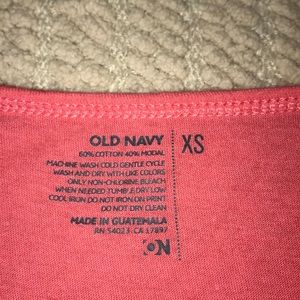 OLD NAVY
XS
60% COTTON 40% MODAL
MACHINE WASH COLD GENTLE CYCLE
WASH AND DRY WITH LIKE COLORS
ONLY NON-CHLORINE BLEACH
WHEN NEEDED TUMBLE DRY LOW
COOL IRON DO NOT IRON ON PRINT
DO NOT DRY CLEAN
MADE IN GUATEMALA
RN 54023 CA 17897